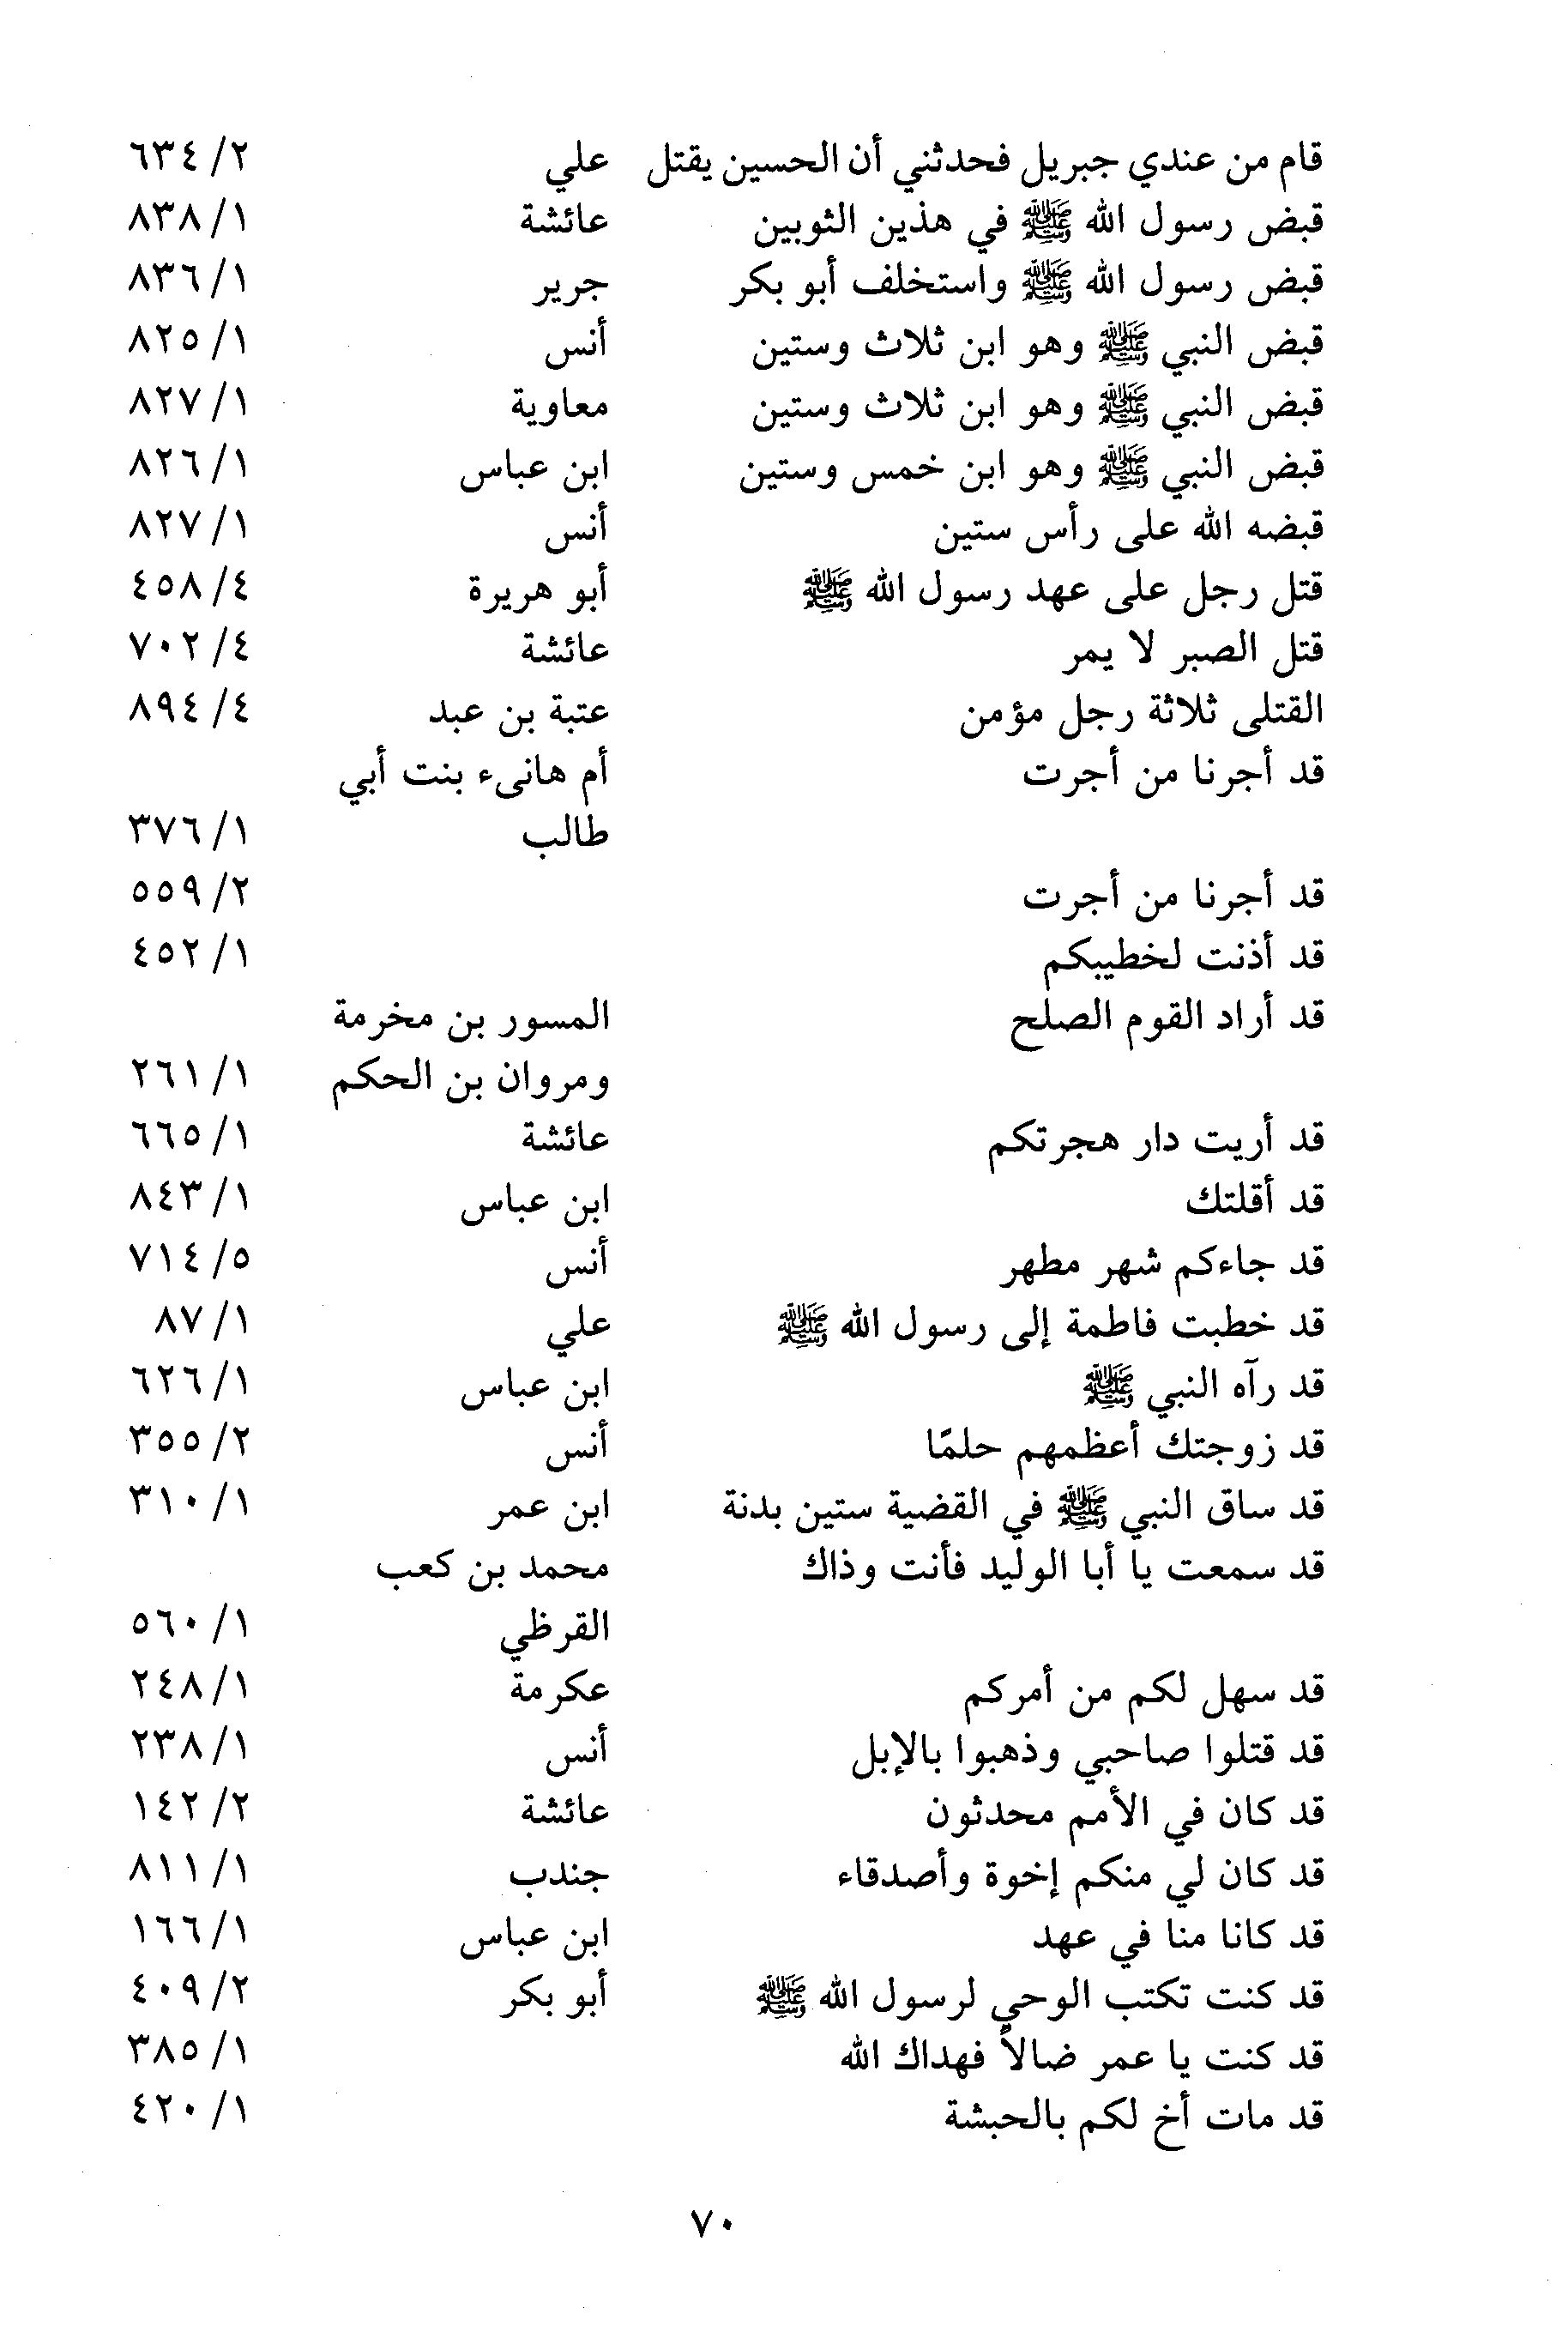 قام من عندي جبريل فحدثني أن الحسين يقتل علي ٢/ ٦٣٤
قبض رسول الله ﷺ في هذين الثوبين عائشة ١/ ٨٣٨
قبض رسول الله ﷺ واستخلف أبو بكر جرير ١/ ٨٣٦
قبض النبي ﷺ وهو ابن ثلاث وستين أنس ١/ ٨٢٥
قبض النبي ﷺ وهو ابن ثلاث وستين معاوية ١/ ٨٢٧
قبض النبي ﷺ وهو ابن خمس وستين ابن عباس ١/ ٨٢٦
قبضه الله على رأس ستين أنس ١/ ٨٢٧
قتل رجل على عهد رسول الله ﷺ أبو هريرة ٤/ ٤٥٨
قتل الصبر لا يمر عائشة ٤/ ٧٠٢
القتلى ثلاثة رجل مؤمن عتبة بن عبد ٤/ ٨٩٤
قد أجرنا من أجرت أم هانىء بنت أبي
طالب ١/ ٣٧٦
قد أجرنا من أجرت ٢/ ٥٥٩
قد أذنت لخطيبكم ١/ ٤٥٢
قد أراد القوم الصلح المسور بن مخرمة
ومروان بن الحكم ١/ ٢٦١
قد أريت دار هجرتكم عائشة ١/ ٦٦٥
قد أقلتك ابن عباس ١/ ٨٤٣
قد جاءكم شهر مطهر أنس ٥/ ٧١٤
قد خطبت فاطمة إلى رسول الله ﷺ علي ١/ ٨٧
قد رآه النبي ﷺ ابن عباس ١/ ٦٢٦
قد زوجتك أعظمهم حلمًا أنس ٢/ ٣٥٥
قد ساق النبي ﷺ في القضية ستين بدنة ابن عمر ١/ ٣١٠
قد سمعت يا أبا الوليد فأنت وذاك محمد بن كعب
القرظي ١/ ٥٦٠
قد سهل لكم من أمركم عكرمة ١/ ٢٤٨
قد قتلوا صاحبي وذهبوا بالإبل أنس ١/ ٢٣٨
قد كان في الأمم محدثون عائشة ٢/ ١٤٢
قد كان لي منكم إخوة وأصدقاء جندب ١/ ٨١١
قد كانا منا في عهد ابن عباس ١/ ١٦٦
قد كنت تكتب الوحي لرسول الله ﷺ أبو بكر ٢/ ٤٠٩
قد كنت يا عمر ضالاً فهداك الله ١/ ٣٨٥
قد مات أخ لكم بالحبشة ١/ ٤٢٠
٧٠